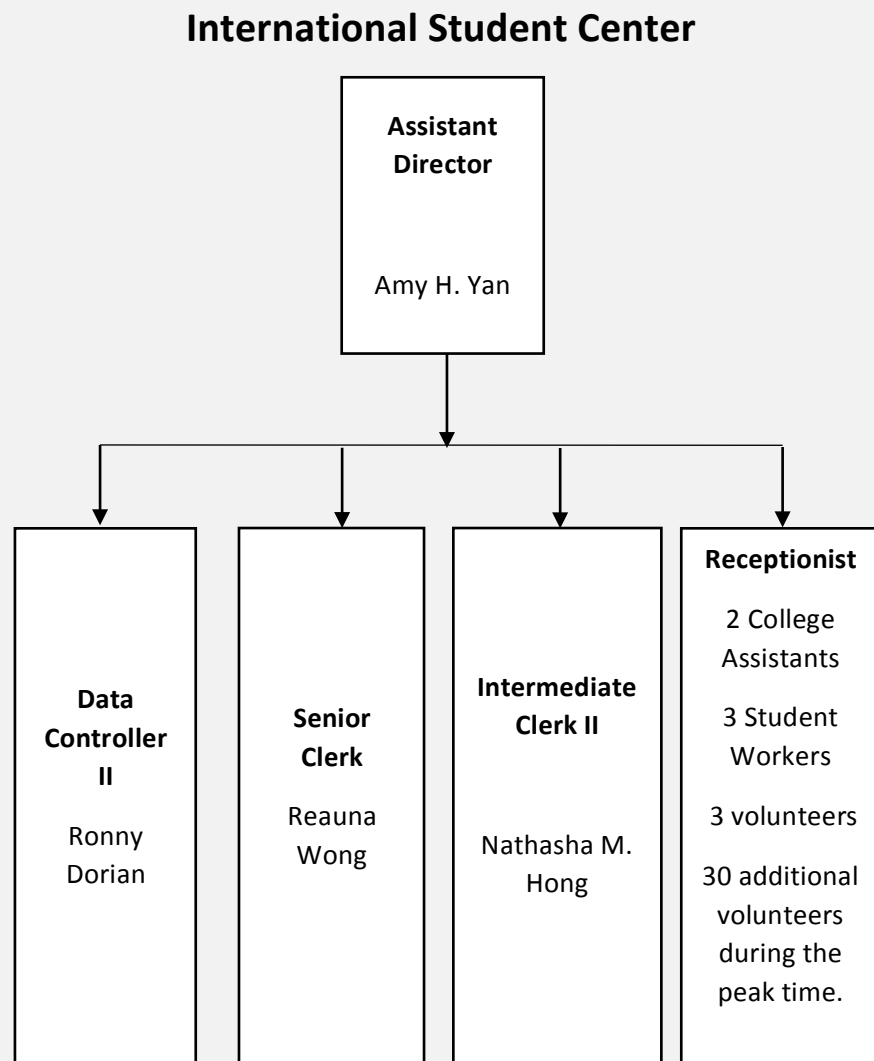 International Student Center
Assistant
Director
Amy H. Yan
Data
Controller
II
Ronny
Dorian
Senior
Clerk
Reauna
Wong
Intermediate
Clerk II
Nathasha M.
Hong
Receptionist
2 College
Assistants
3 Student
Workers
3 volunteers
30 additional
volunteers
during the
peak time.